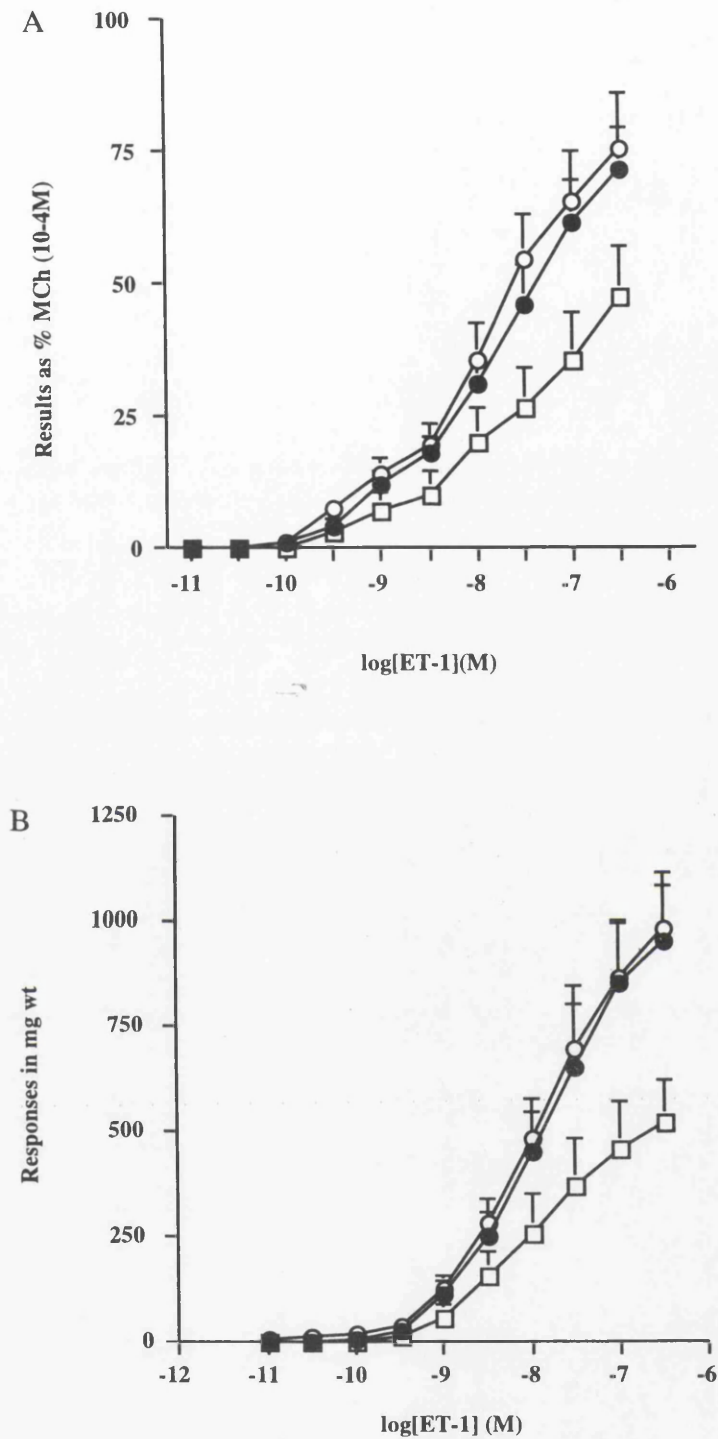 A
100
75
50
25
0
Results as % MCh (10-4M)
-11 -10 -9 -8 -7 -6
log[ET-1](M)
B
1250
1000
750
500
250
0
Responses in mg wt
-12 -11 -10 -9 -8 -7 -6
log[ET-1] (M)